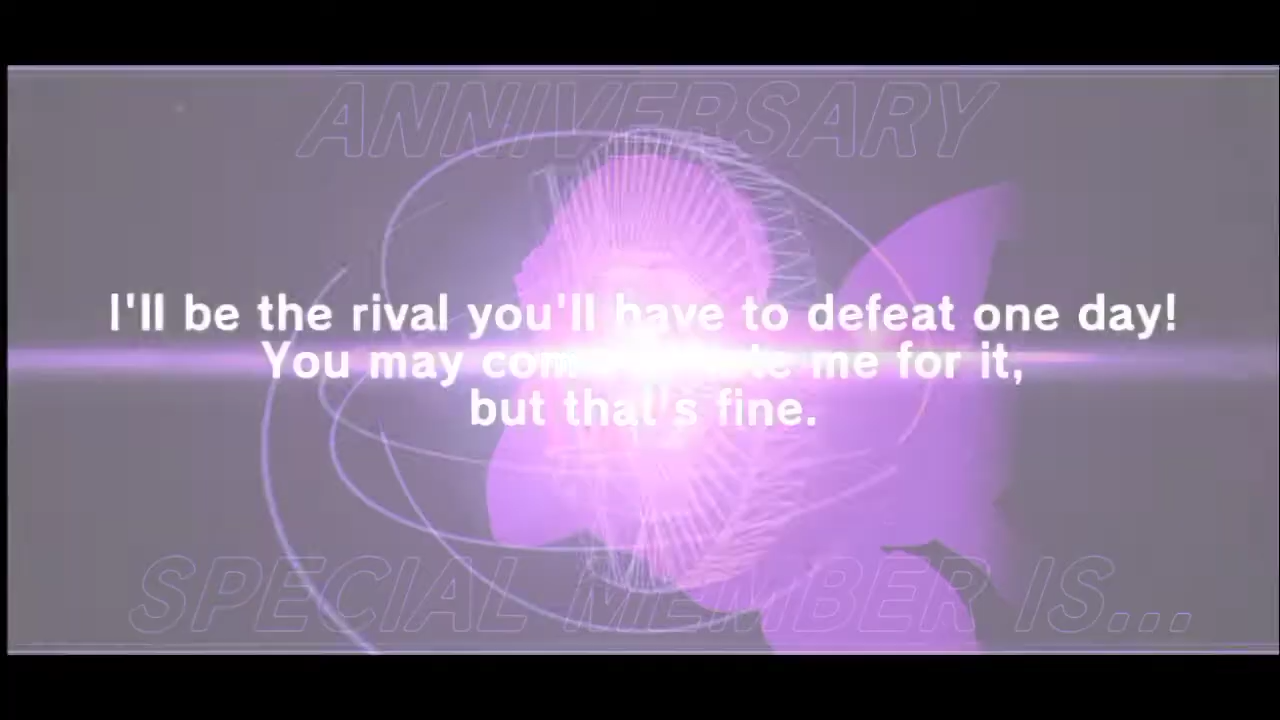 ANNIVERSARY
I'll be the rival you'll have to defeat one day!
You may come me for it,
but that's fine.
SPECIAL MEMBER IS...